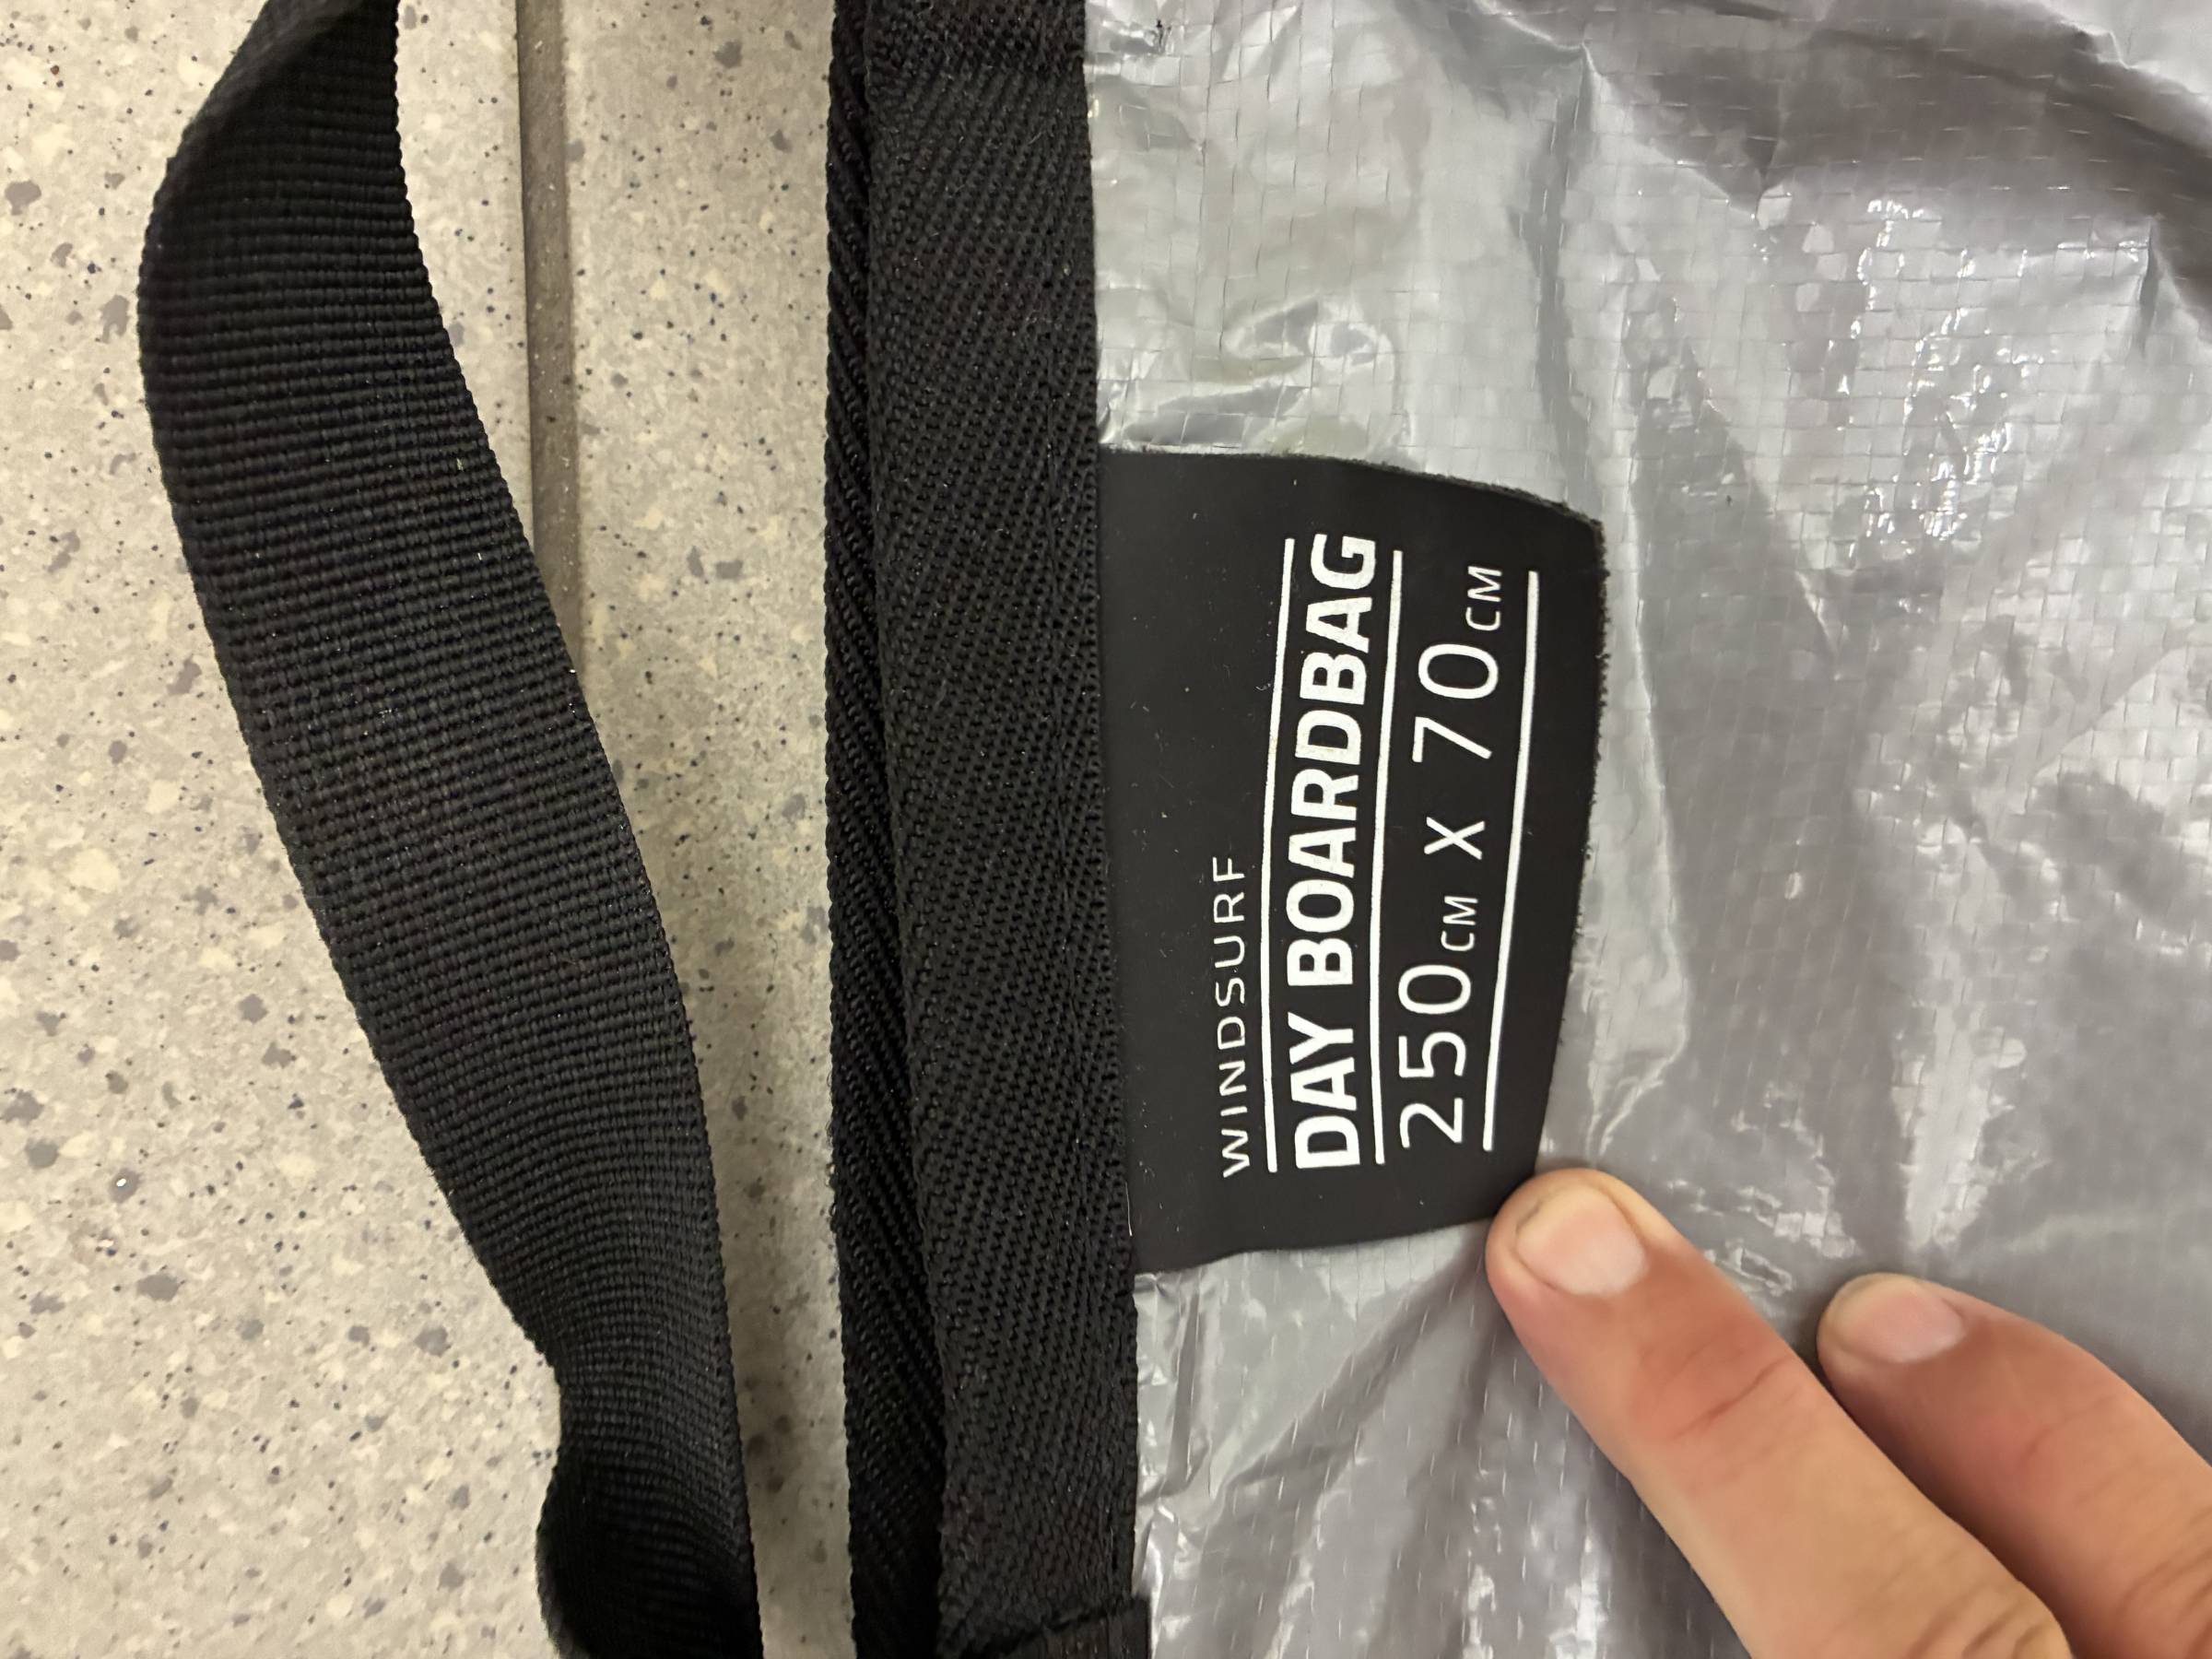 WINDSURF
DAY BOARDBAG
250CM X 70CM